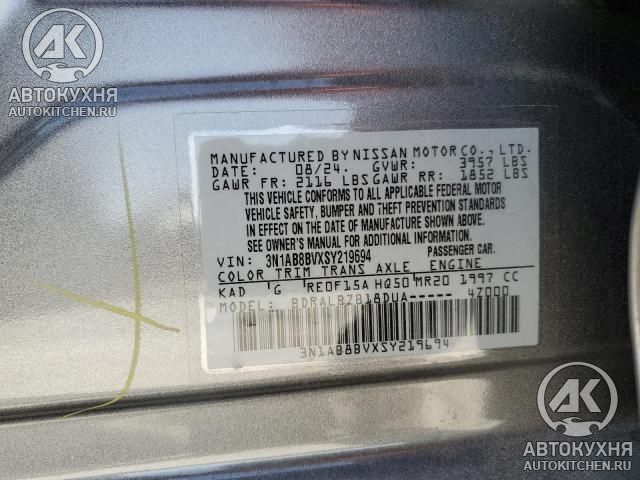 АК
АВТОКУХНЯ
AUTOKITCHEN.RU
MANUFACTURED BY NISSAN MOTOR CO., LTD.
DATE: 08/24. GVWR: 3957 LBS
GAWR FR: 2116 LBS GAWR RR: 1852 LBS
THIS VEHICLE CONFORMS TO ALL APPLICABLE FEDERAL MOTOR
VEHICLE SAFETY, BUMPER AND THEFT PREVENTION STANDARDS
IN EFFECT ON THE DATE OF MANUFACTURE SHOWN ABOVE.
SEE OWNER'S MANUAL FOR ADDITIONAL INFORMATION.
VIN: 3N1AB8BVXSY219694 PASSENGER CAR.
COLOR TRIM TRANS AXLE ENGINE
KAD G RE0F15A HQ50 MR20 1997 CC
MODEL: BDRALBZB18DUA----- 4Z000
3N1AB8BVXSY219694
АК
АВТОКУХНЯ
AUTOKITCHEN.RU